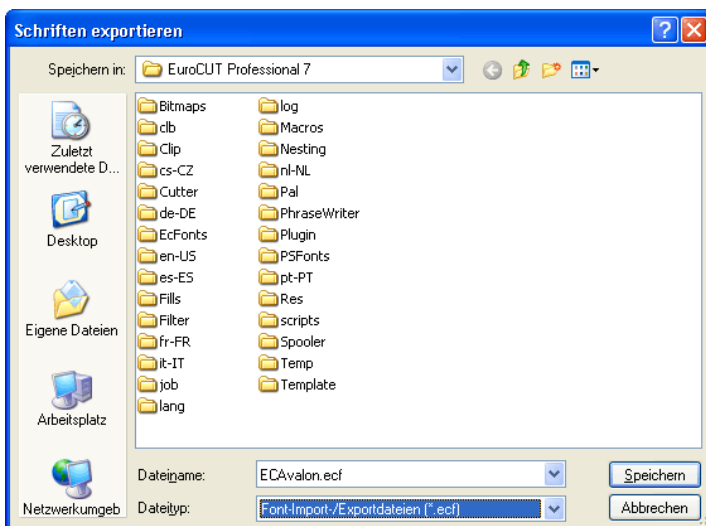 Schriften exportieren
Speichern in:
EuroCUT Professional 7
Zuletzt
verwendete D...
Desktop
Eigene Dateien
Arbeitsplatz
Netzwerkumgeb
Bitmaps
clb
Clip
cs-CZ
Cutter
de-DE
EcFonts
en-US
es-ES
Fills
Filter
fr-FR
it-IT
job
lang
log
Macros
Nesting
nl-NL
Pal
PhraseWriter
Plugin
PSFonts
pt-PT
Res
scripts
Spooler
Temp
Template
Dateiname:
ECAvalon.ecf
Speichern
Dateityp:
Font-Import-/Exportdateien (*.ecf)
Abbrechen